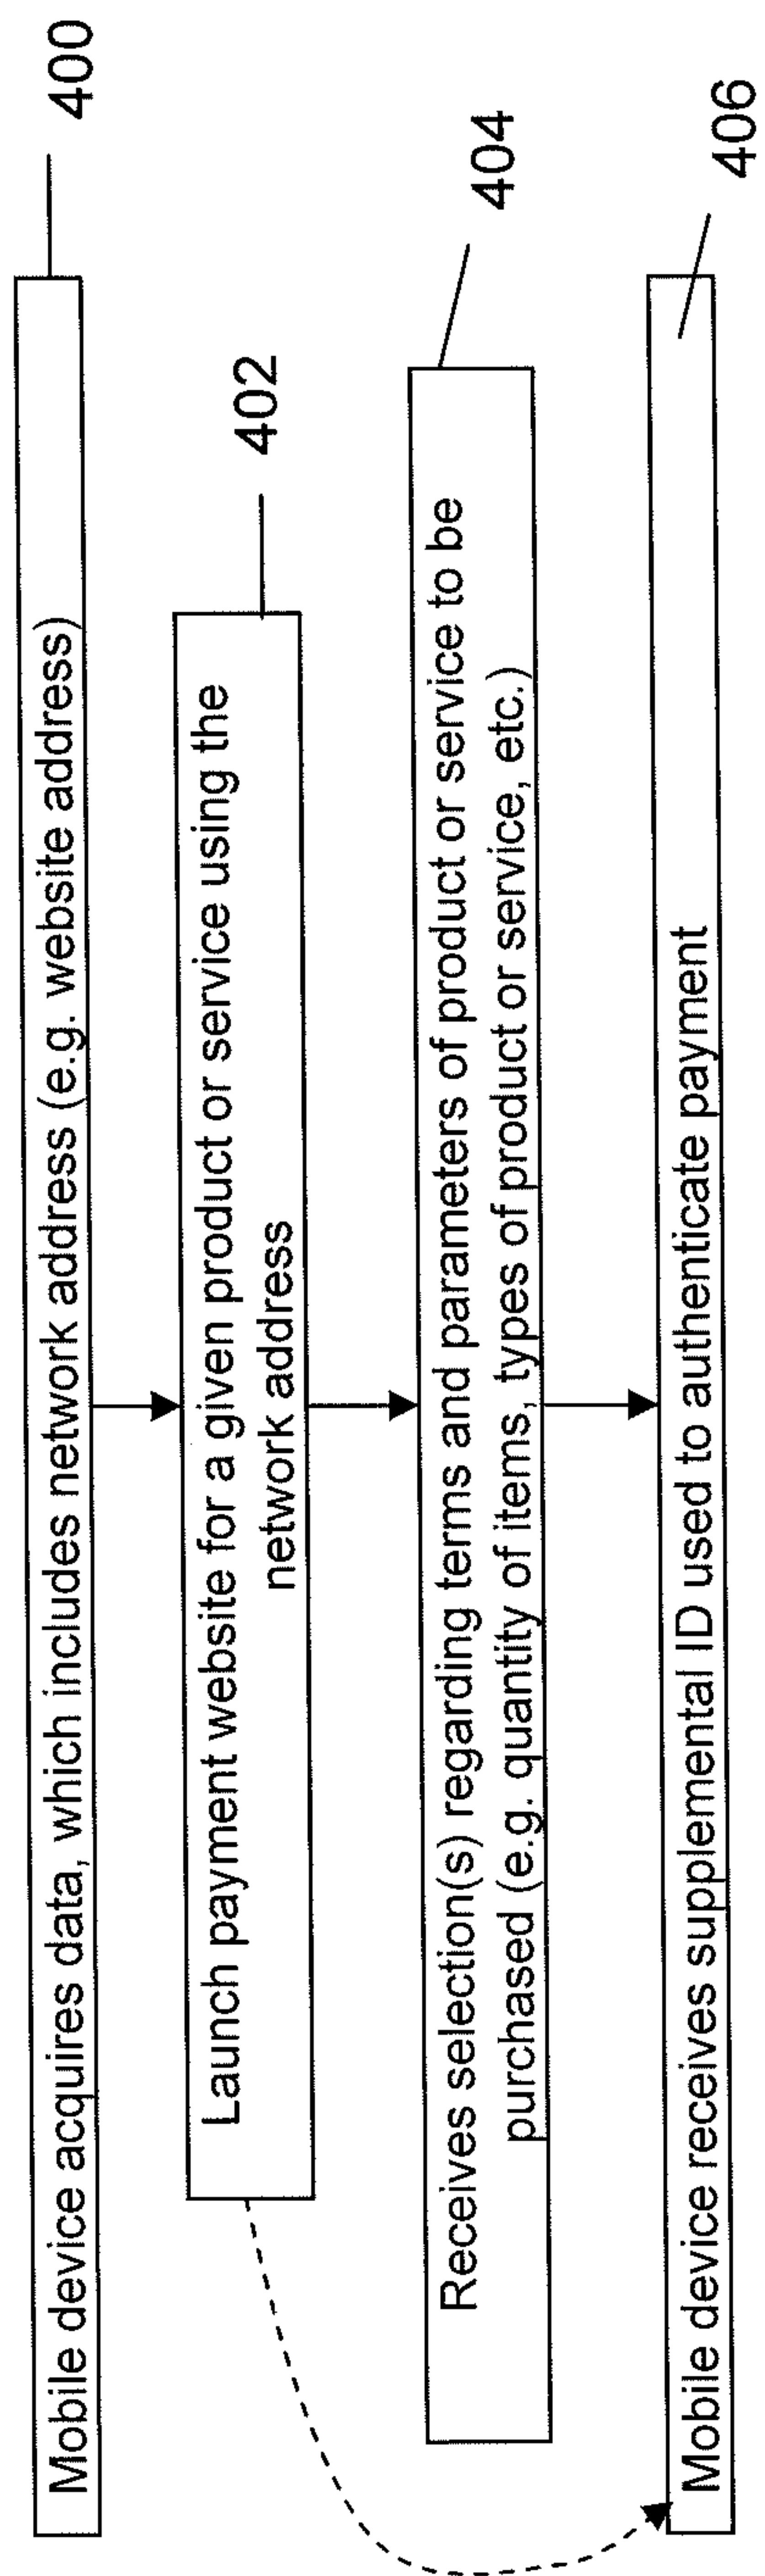 Mobile device acquires data, which includes network address (e.g. website address)
400
Launch payment website for a given product or service using the
network address
402
Receives selection(s) regarding terms and parameters of product or service to be
purchased (e.g. quantity of items, types of product or service, etc.)
404
Mobile device receives supplemental ID used to authenticate payment
406